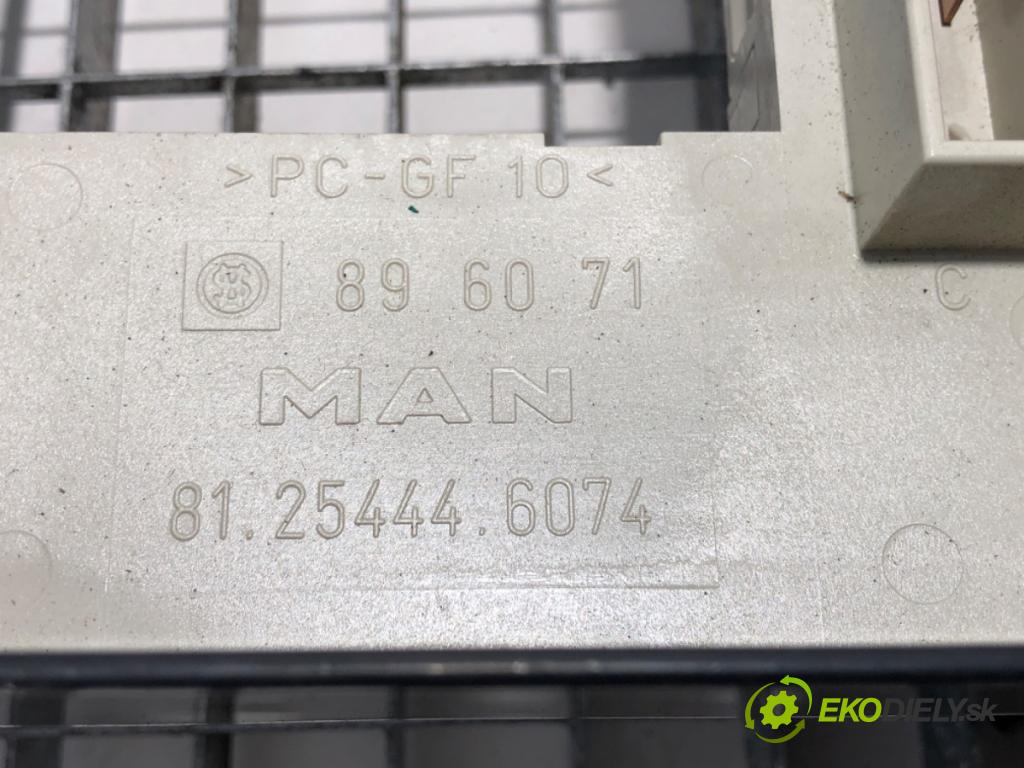 >PC-GF 10<
89 60 71
C
MAN
81.25444.6074
EKODIELY.sk